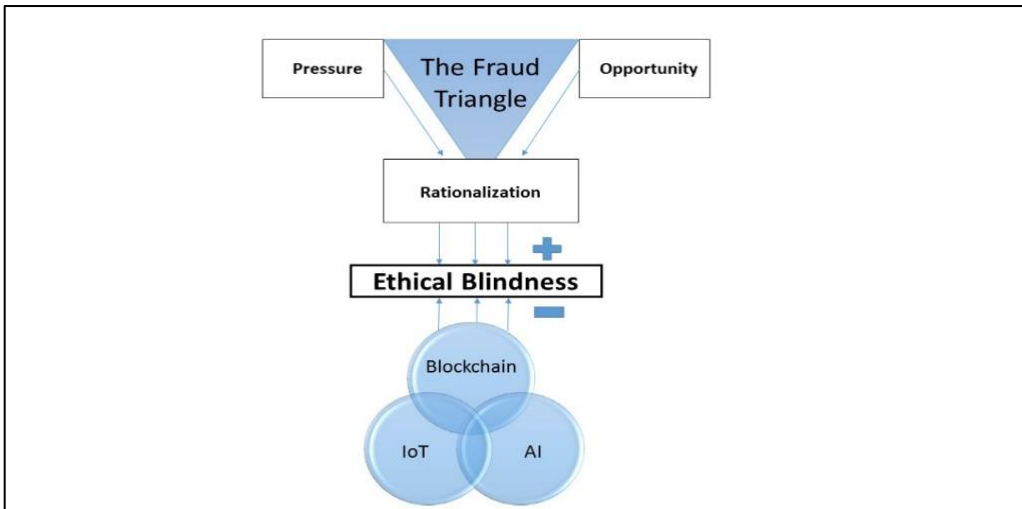 Pressure
The Fraud
Triangle
Opportunity
Rationalization
+
Ethical Blindness
-
Blockchain
IoT
AI